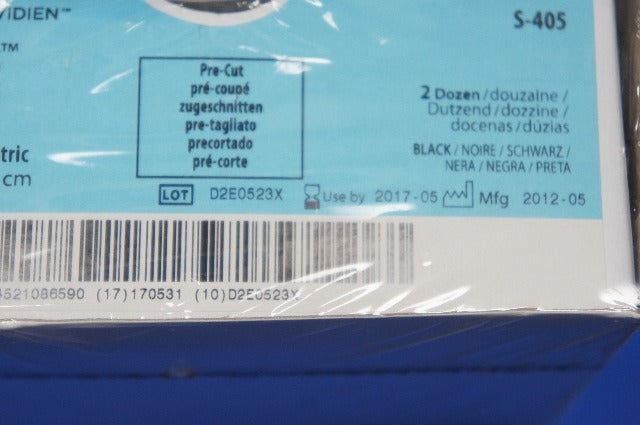 VIDIEN™
S-405
™
Pre-Cut
pré-coupé
zugeschnitten
pre-tagliato
precortado
pré-corte
2 Dozen / douzaine /
Dutzend / dozzine /
docenas / dúzias
BLACK / NOIRE / SCHWARZ /
NERA / NEGRA / PRETA
tric
cm
LOT D2E0523X Use by 2017-05 Mfg 2012-05
4521086590 (17)170531 (10)D2E0523X